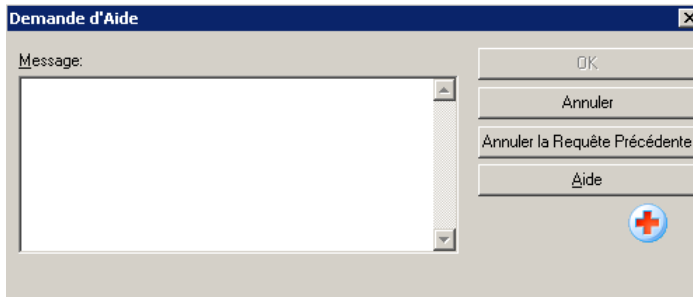 Demande d'Aide
Message:
OK
Annuler
Annuler la Requête Précédente
Aide